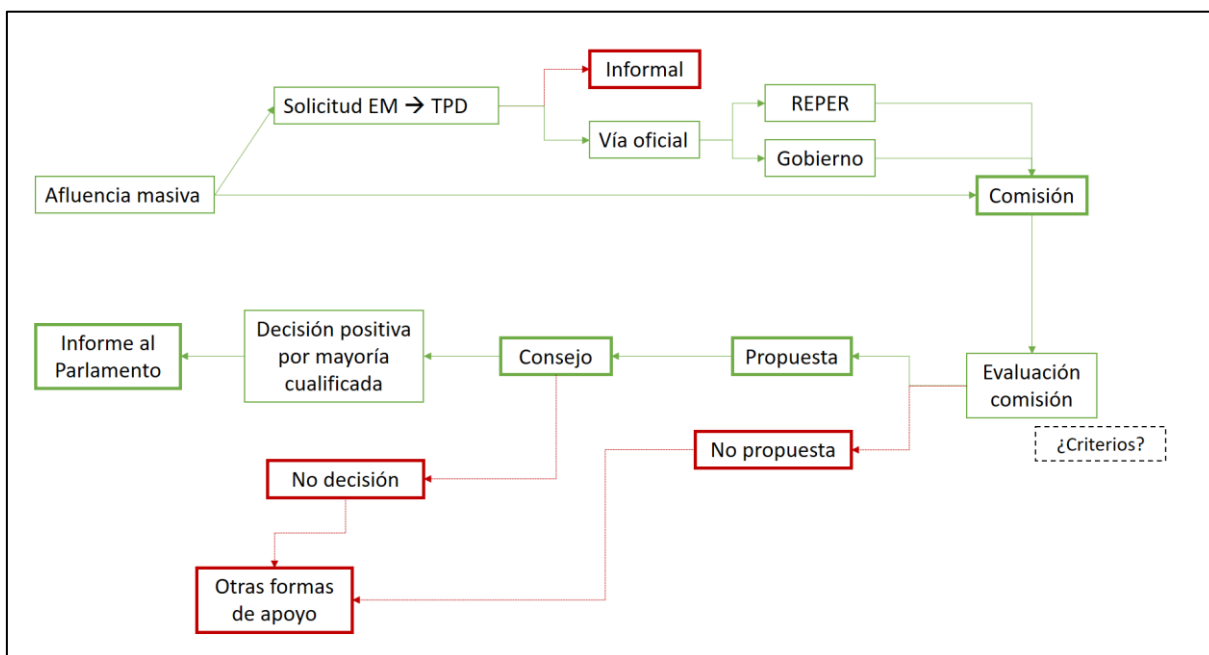 Informal
Solicitud EM → TPD
REPER
Vía oficial
Gobierno
Afluencia masiva
Comisión
Informe al
Parlamento
Decisión positiva
por mayoría
cualificada
Consejo
Propuesta
Evaluación
comisión
¿Criterios?
No propuesta
No decisión
Otras formas
de apoyo